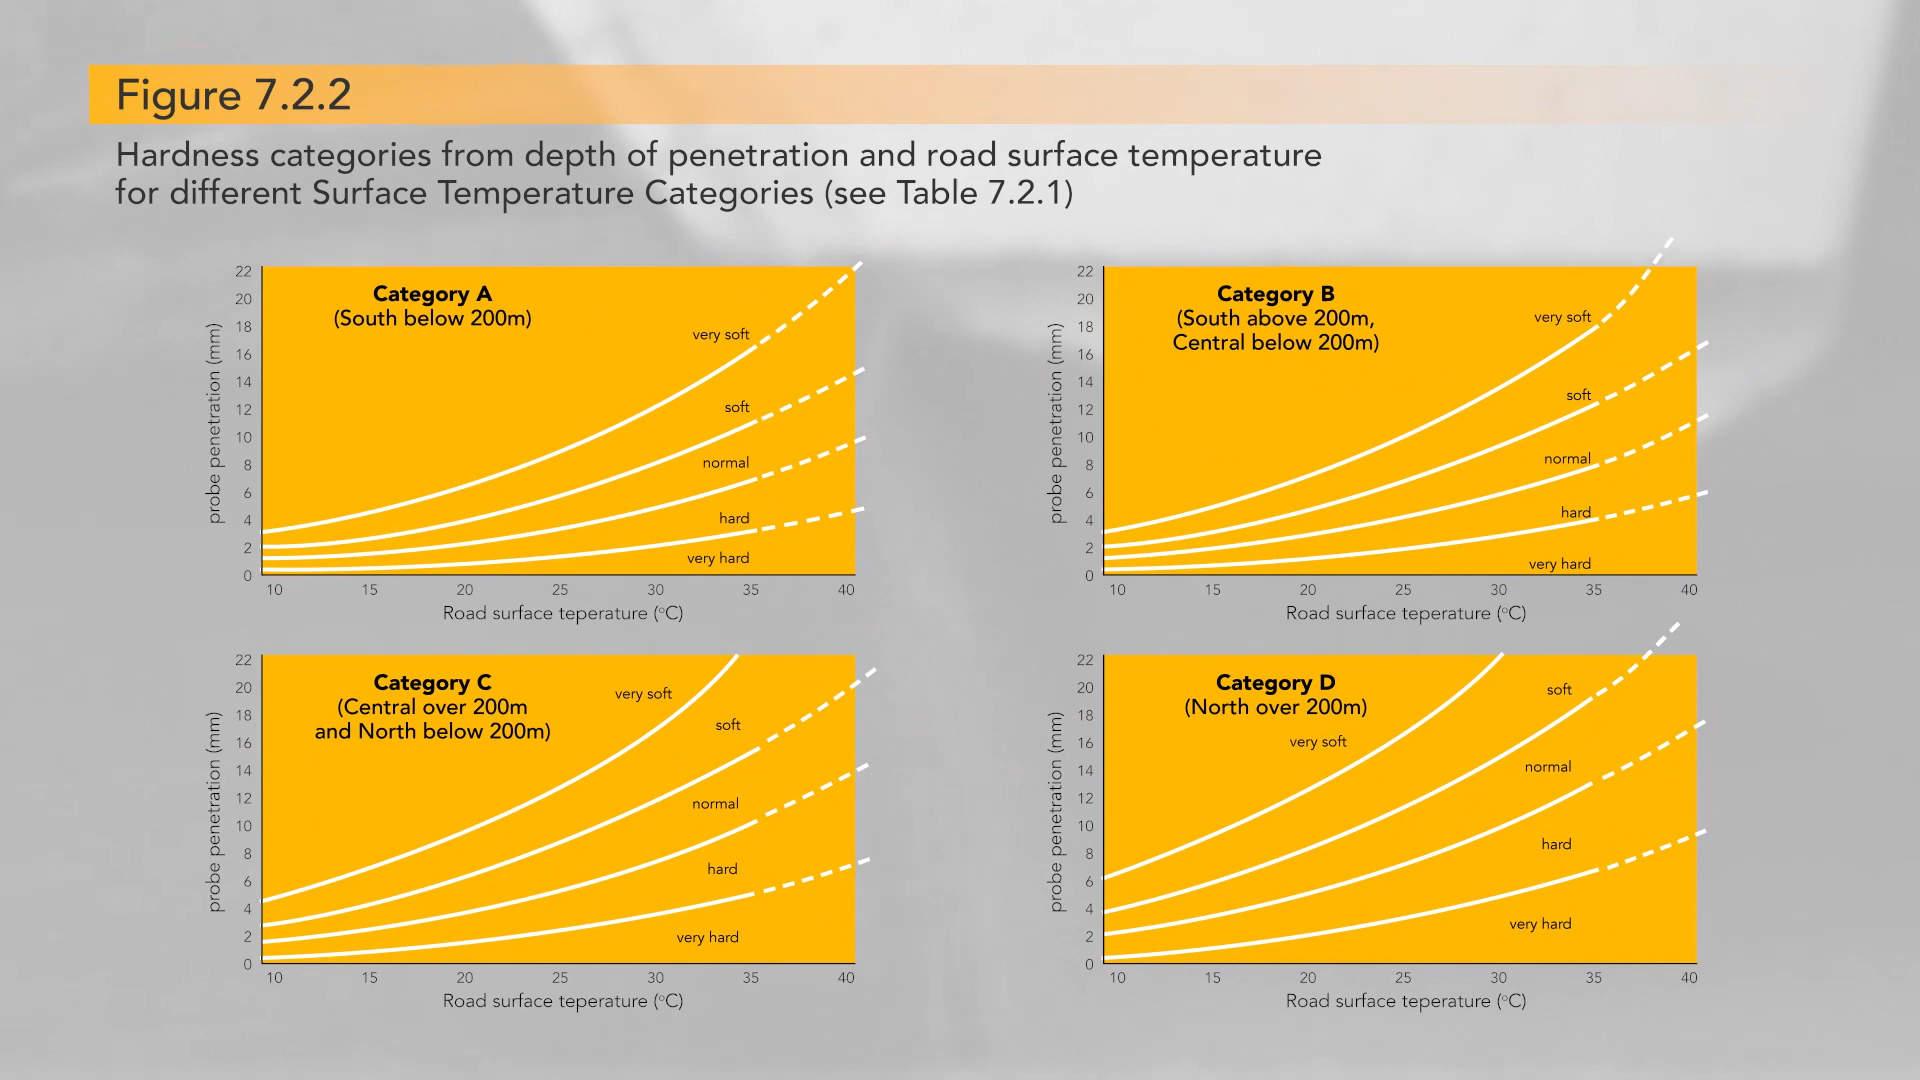 Figure 7.2.2
Hardness categories from depth of penetration and road surface temperature
for different Surface Temperature Categories (see Table 7.2.1)
Category A
(South below 200m)
probe penetration (mm)
22
20
18
16
14
12
10
8
6
4
2
0
very soft
soft
normal
hard
very hard
10 15 20 25 30 35 40
Road surface teperature (°C)
Category B
(South above 200m,
Central below 200m)
probe penetration (mm)
22
20
18
16
14
12
10
8
6
4
2
0
very soft
soft
normal
hard
very hard
10 15 20 25 30 35 40
Road surface teperature (°C)
Category C
(Central over 200m
and North below 200m)
probe penetration (mm)
22
20
18
16
14
12
10
8
6
4
2
0
very soft
soft
normal
hard
very hard
10 15 20 25 30 35 40
Road surface teperature (°C)
Category D
(North over 200m)
probe penetration (mm)
22
20
18
16
14
12
10
8
6
4
2
0
soft
very soft
normal
hard
very hard
10 15 20 25 30 35 40
Road surface teperature (°C)